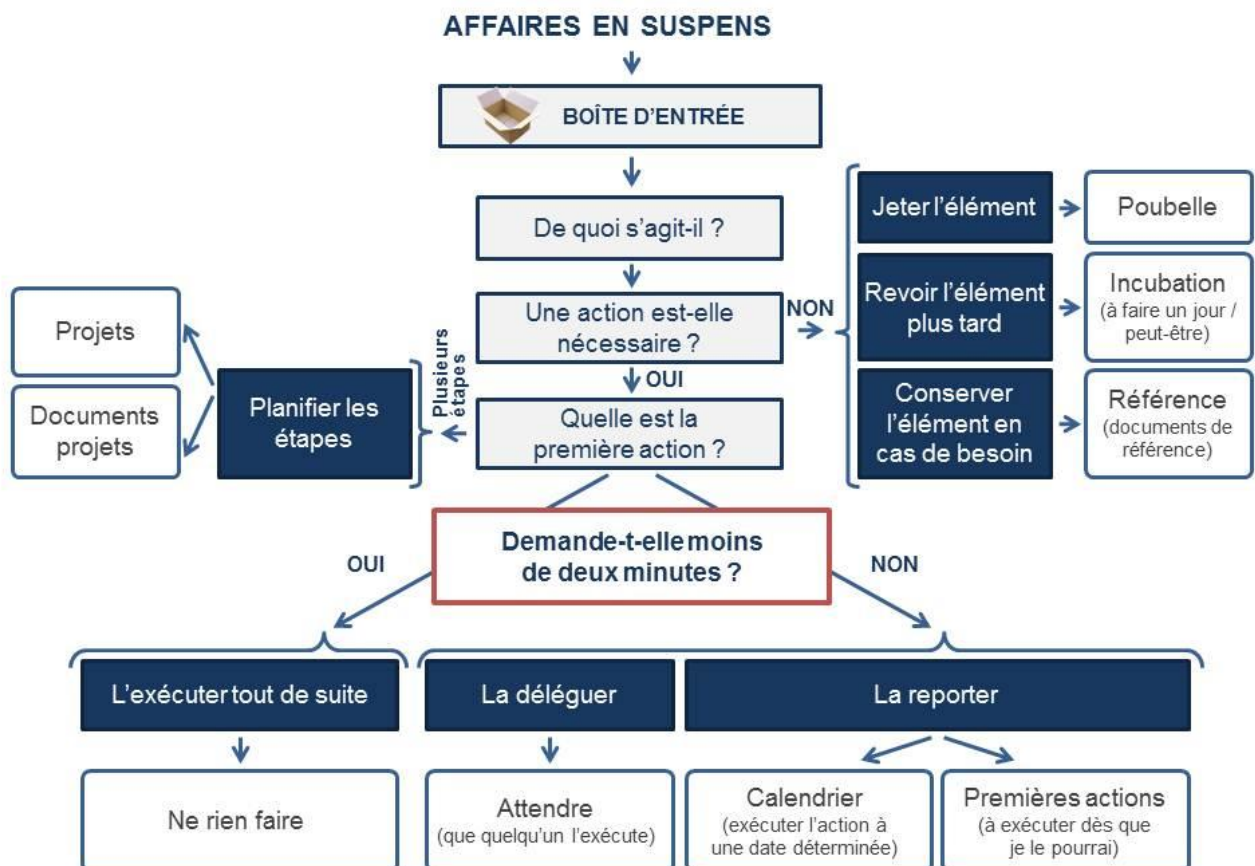 AFFAIRES EN SUSPENS
BOÎTE D'ENTRÉE
De quoi s'agit-il ?
Une action est-elle
nécessaire ?
NON
Jeter l'élément
Poubelle
Revoir l'élément
plus tard
Incubation
(à faire un jour /
peut-être)
Conserver
l'élément en
cas de besoin
Référence
(documents de
référence)
OUI
Quelle est la
première action ?
Plusieurs
étapes
Planifier les
étapes
Projets
Documents
projets
Demande-t-elle moins
de deux minutes ?
OUI
NON
L'exécuter tout de suite
La déléguer
La reporter
Ne rien faire
Attendre
(que quelqu'un l'exécute)
Calendrier
(exécuter l'action à
une date déterminée)
Premières actions
(à exécuter dès que
je le pourrai)